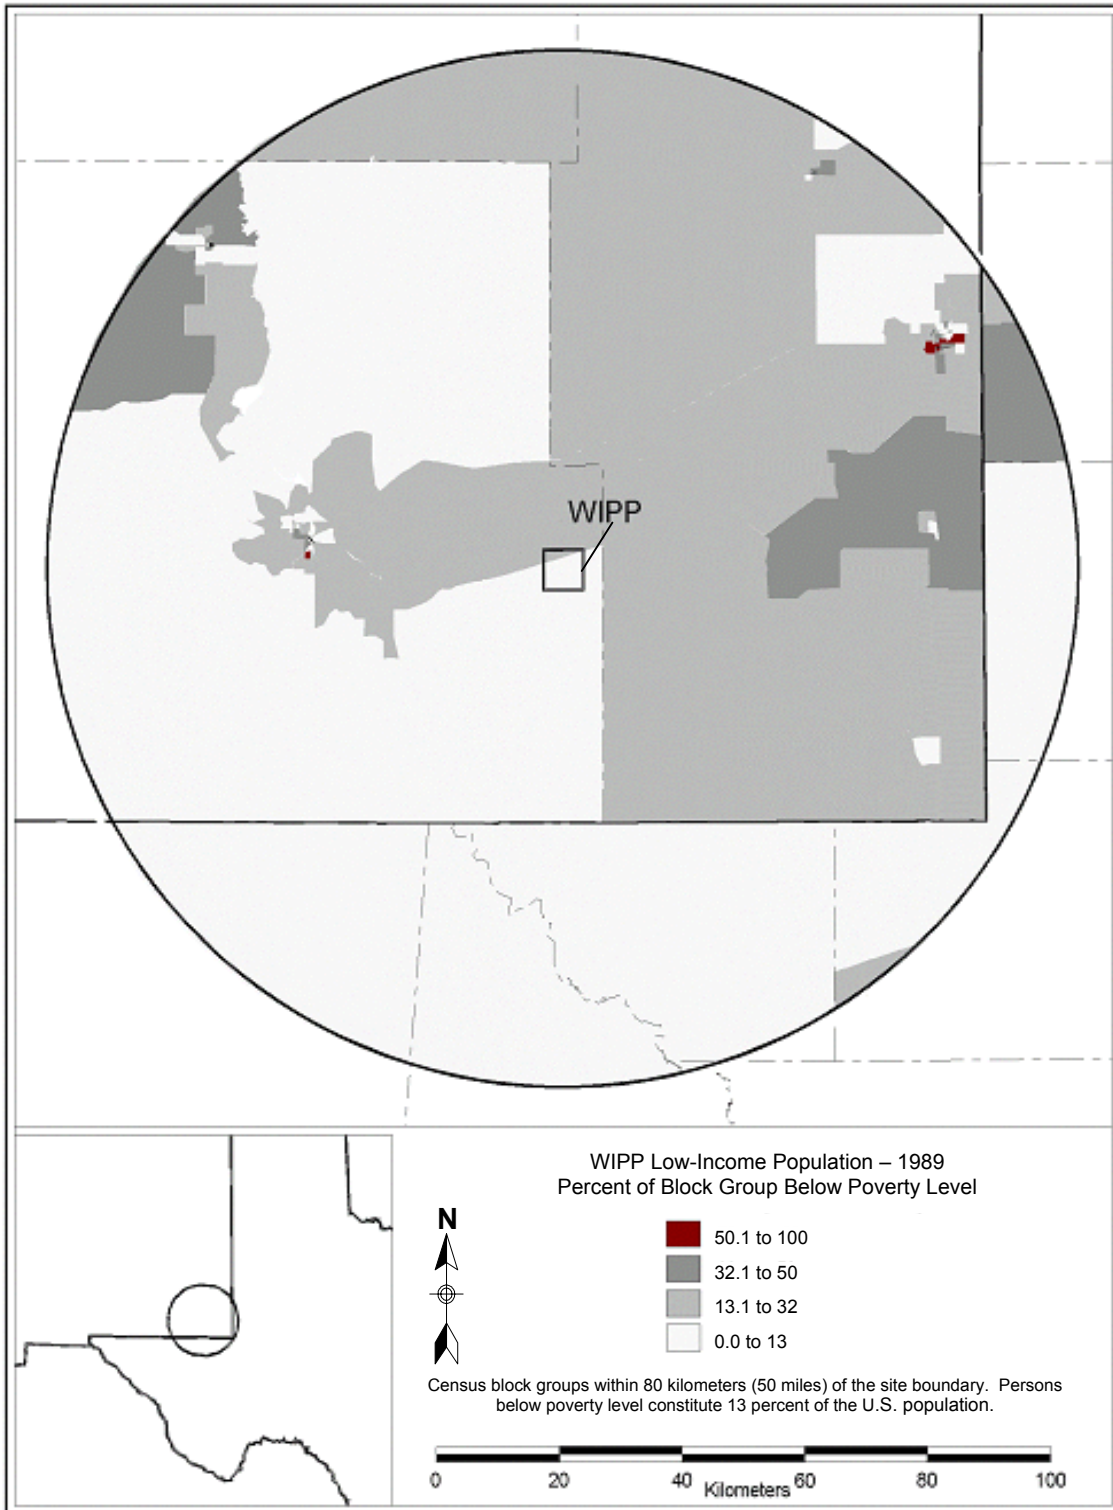 WIPP
WIPP Low-Income Population – 1989
Percent of Block Group Below Poverty Level
N
50.1 to 100
32.1 to 50
13.1 to 32
0.0 to 13
Census block groups within 80 kilometers (50 miles) of the site boundary.  Persons
below poverty level constitute 13 percent of the U.S. population.
0 20 40 60 80 100
Kilometers